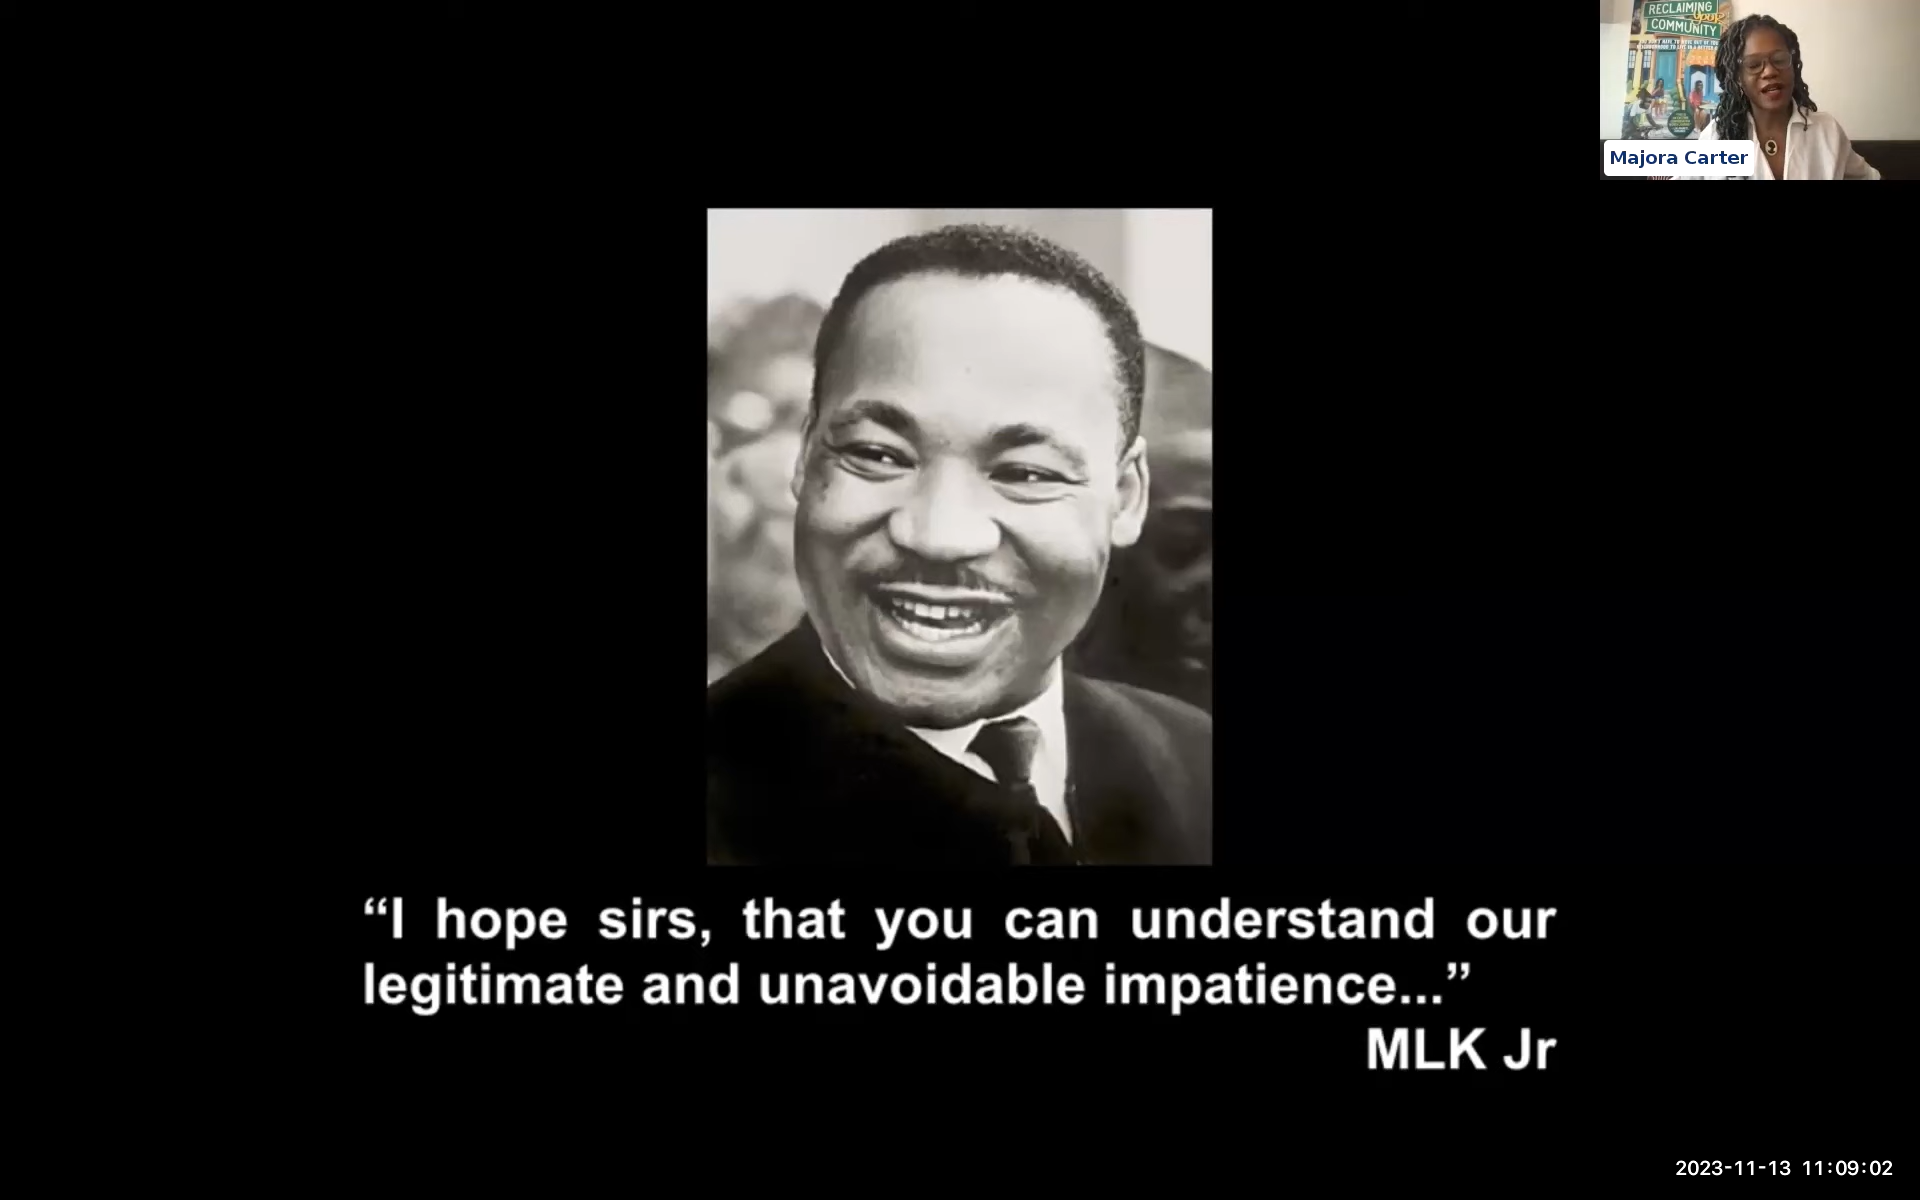 RECLAIMING
Your
COMMUNITY
Majora Carter
“I hope sirs, that you can understand our
legitimate and unavoidable impatience...”
MLK Jr
2023-11-13 11:09:02